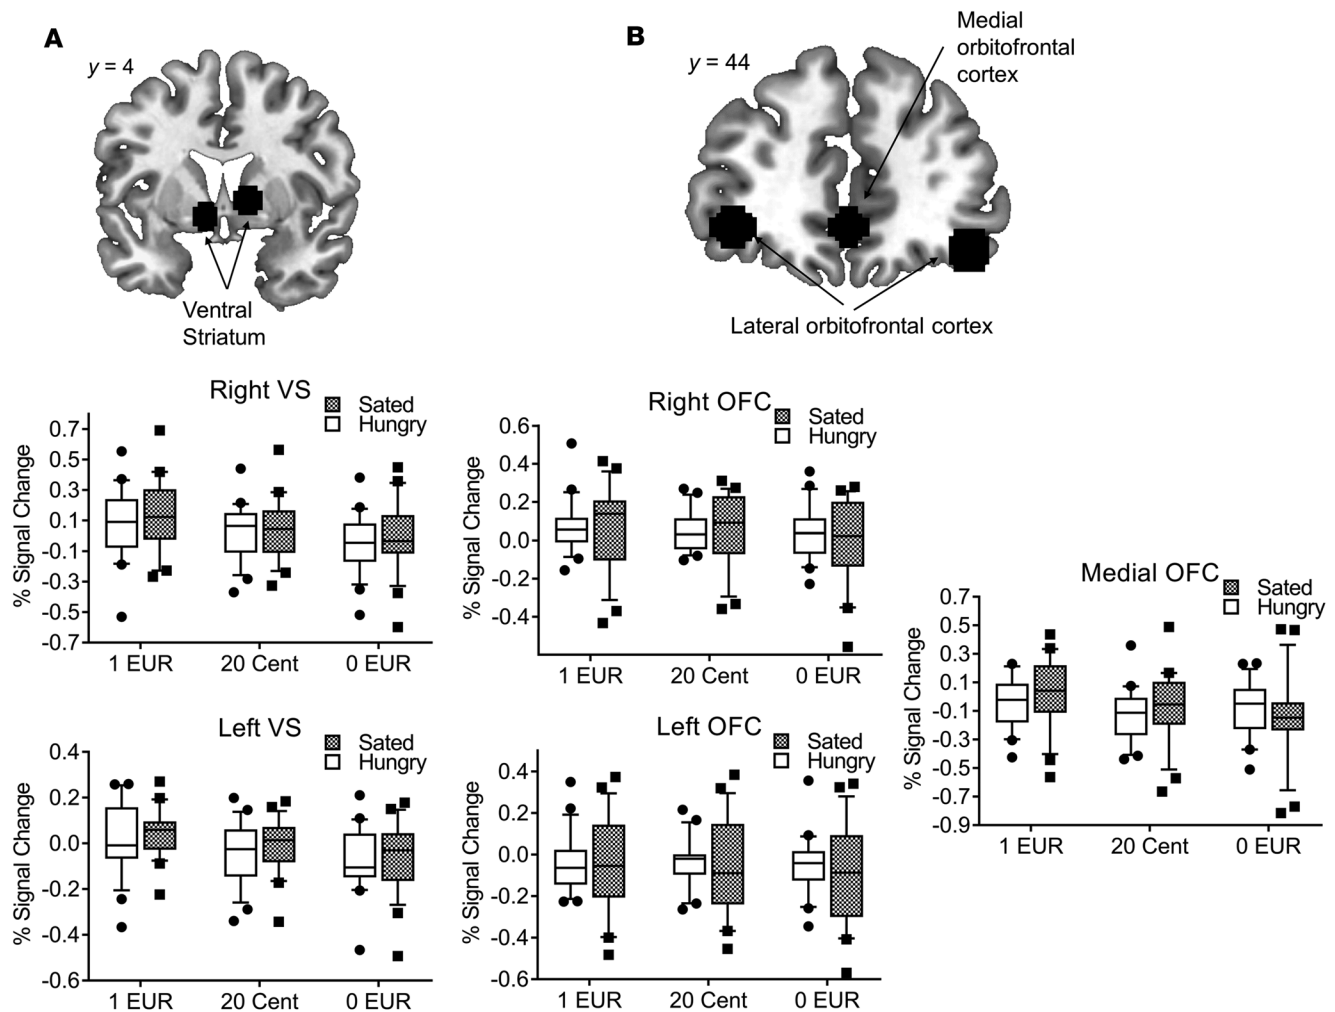 A
y = 4
Ventral
Striatum
B
y = 44
Medial
orbitofrontal
cortex
Lateral orbitofrontal cortex
Right VS
Sated
Hungry
% Signal Change
0.7
0.5
0.3
0.1
-0.1
-0.3
-0.5
-0.7
1 EUR 20 Cent 0 EUR
Right OFC
Sated
Hungry
% Signal Change
0.6
0.4
0.2
0.0
-0.2
-0.4
1 EUR 20 Cent 0 EUR
Left VS
Sated
Hungry
% Signal Change
0.4
0.2
0.0
-0.2
-0.4
-0.6
1 EUR 20 Cent 0 EUR
Left OFC
Sated
Hungry
% Signal Change
0.4
0.2
0.0
-0.2
-0.4
-0.6
1 EUR 20 Cent 0 EUR
Medial OFC
Sated
Hungry
% Signal Change
0.7
0.5
0.3
0.1
-0.1
-0.3
-0.5
-0.7
-0.9
1 EUR 20 Cent 0 EUR